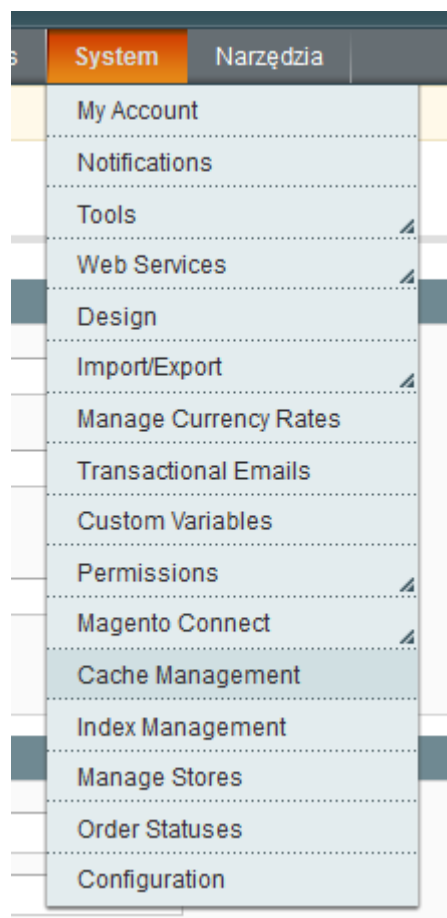 s System Narzędzia
My Account
Notifications
Tools
Web Services
Design
Import/Export
Manage Currency Rates
Transactional Emails
Custom Variables
Permissions
Magento Connect
Cache Management
Index Management
Manage Stores
Order Statuses
Configuration